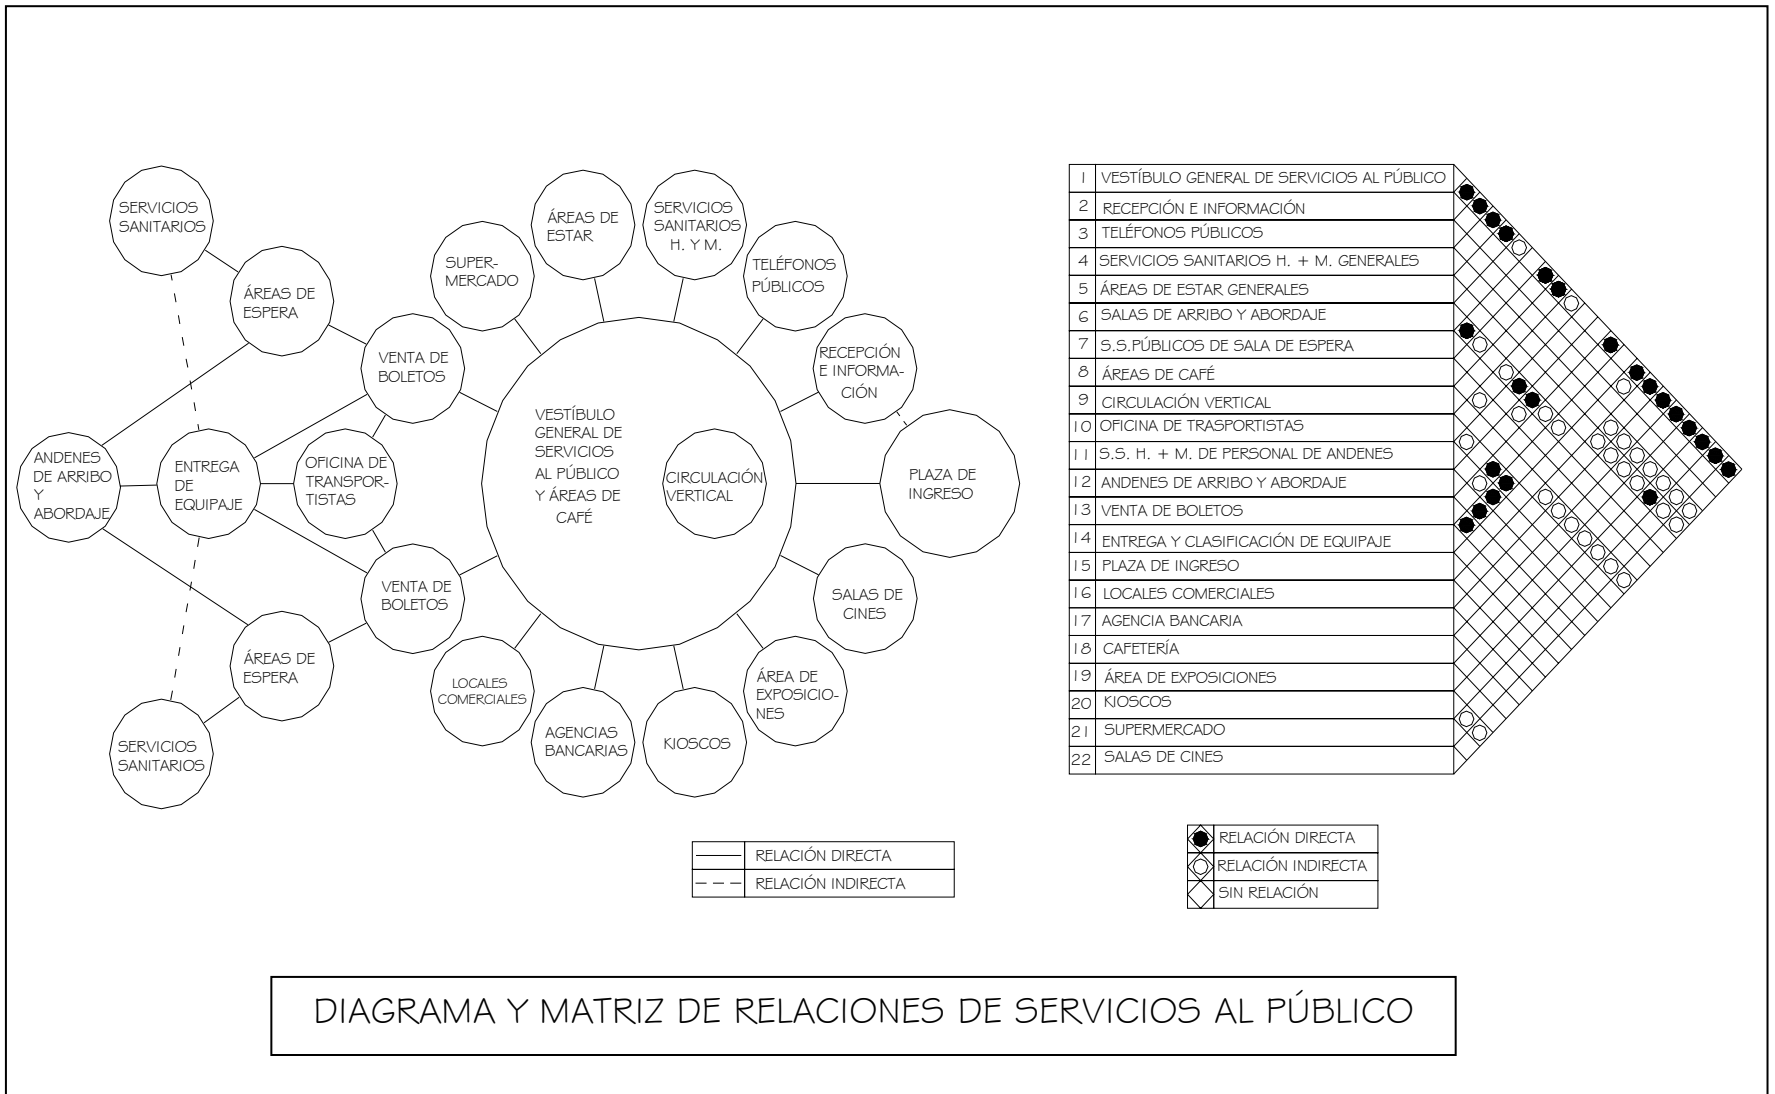 SERVICIOS
SANITARIOS
ÁREAS DE
ESPERA
VENTA DE
BOLETOS
SUPER-
MERCADO
ÁREAS DE
ESTAR
SERVICIOS
SANITARIOS
H. Y M.
TELÉFONOS
PÚBLICOS
RECEPCIÓN
E INFORMA-
CIÓN
ANDENES
DE ARRIBO
Y
ABORDAJE
ENTREGA
DE
EQUIPAJE
OFICINA DE
TRANSPOR-
TISTAS
VESTÍBULO
GENERAL DE
SERVICIOS
AL PÚBLICO
Y ÁREAS DE
CAFÉ
CIRCULACIÓN
VERTICAL
PLAZA DE
INGRESO
VENTA DE
BOLETOS
SALAS DE
CINES
ÁREAS DE
ESPERA
LOCALES
COMERCIALES
AGENCIAS
BANCARIAS
KIOSCOS
ÁREA DE
EXPOSICIO-
NES
SERVICIOS
SANITARIOS
1 VESTÍBULO GENERAL DE SERVICIOS AL PÚBLICO
2 RECEPCIÓN E INFORMACIÓN
3 TELÉFONOS PÚBLICOS
4 SERVICIOS SANITARIOS H. + M. GENERALES
5 ÁREAS DE ESTAR GENERALES
6 SALAS DE ARRIBO Y ABORDAJE
7 S.S.PÚBLICOS DE SALA DE ESPERA
8 ÁREAS DE CAFÉ
9 CIRCULACIÓN VERTICAL
10 OFICINA DE TRASPORTISTAS
11 S.S. H. + M. DE PERSONAL DE ANDENES
12 ANDENES DE ARRIBO Y ABORDAJE
13 VENTA DE BOLETOS
14 ENTREGA Y CLASIFICACIÓN DE EQUIPAJE
15 PLAZA DE INGRESO
16 LOCALES COMERCIALES
17 AGENCIA BANCARIA
18 CAFETERÍA
19 ÁREA DE EXPOSICIONES
20 KIOSCOS
21 SUPERMERCADO
22 SALAS DE CINES
RELACIÓN DIRECTA
RELACIÓN INDIRECTA
RELACIÓN DIRECTA
RELACIÓN INDIRECTA
SIN RELACIÓN
DIAGRAMA Y MATRIZ DE RELACIONES DE SERVICIOS AL PÚBLICO